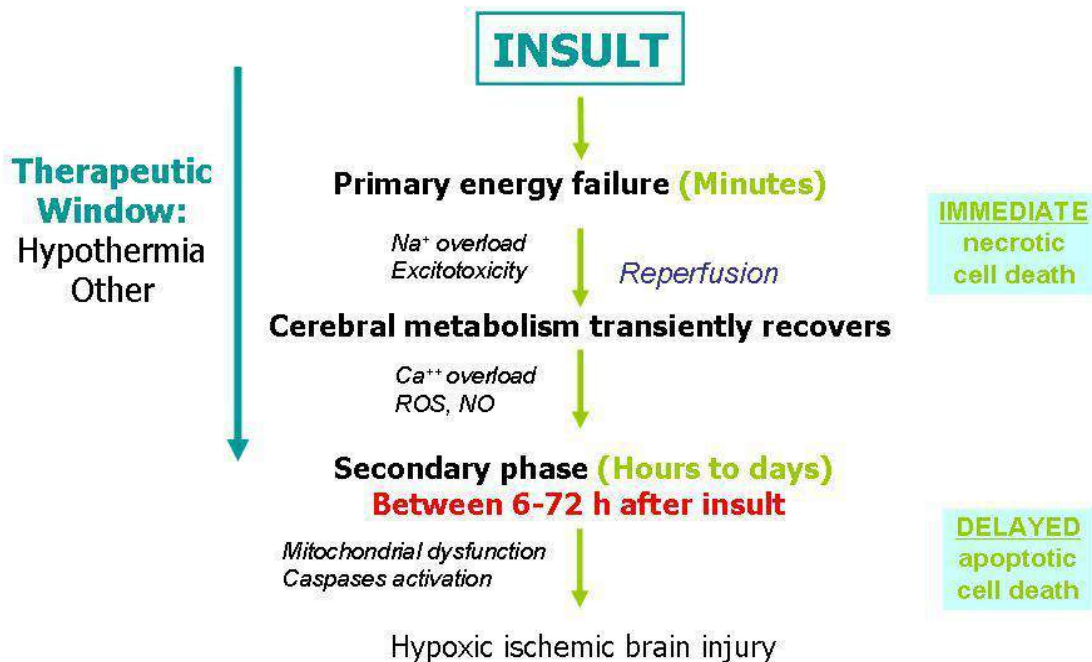 INSULT
Therapeutic
Window:
Hypothermia
Other
Primary energy failure (Minutes)
Na⁺ overload
Excitotoxicity
Reperfusion
IMMEDIATE
necrotic
cell death
Cerebral metabolism transiently recovers
Ca⁺⁺ overload
ROS, NO
Secondary phase (Hours to days)
Between 6-72 h after insult
Mitochondrial dysfunction
Caspases activation
DELAYED
apoptotic
cell death
Hypoxic ischemic brain injury